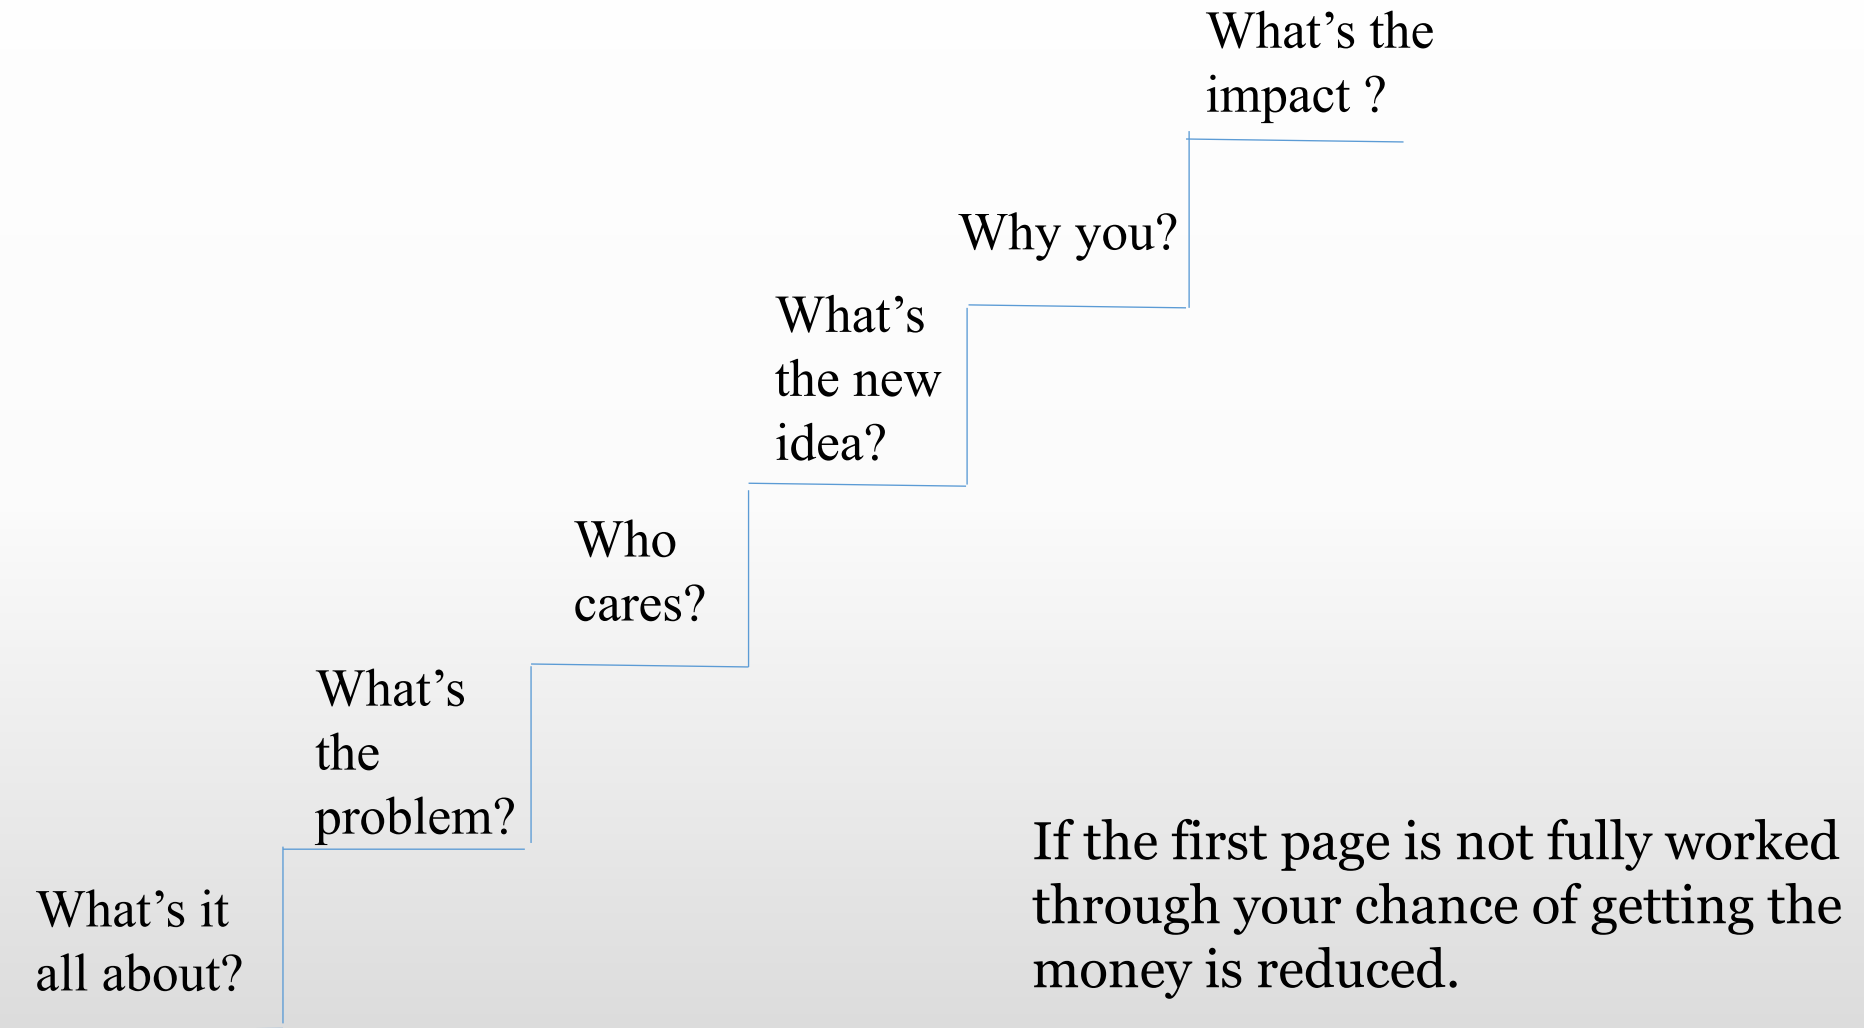 What’s the
impact ?
Why you?
What’s
the new
idea?
Who
cares?
What’s
the
problem?
What’s it
all about?
If the first page is not fully worked
through your chance of getting the
money is reduced.